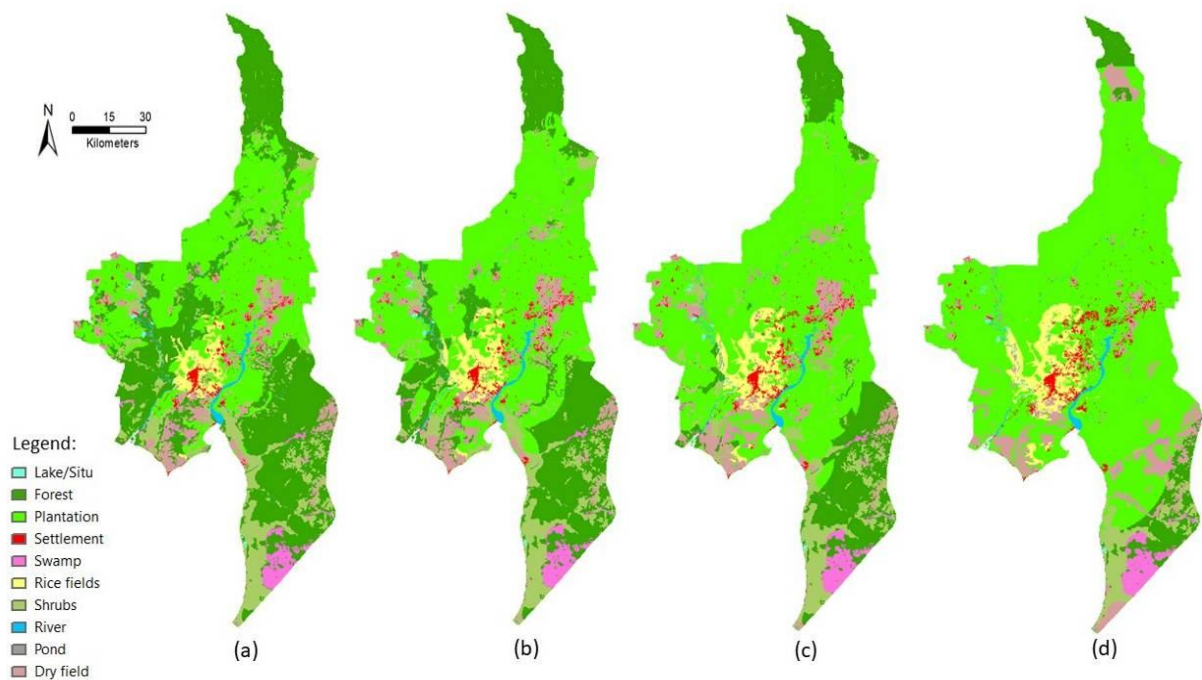 N
0 15 30
Kilometers
Legend:
Lake/Situ
Forest
Plantation
Settlement
Swamp
Rice fields
Shrubs
River
Pond
Dry field
(a) (b) (c) (d)